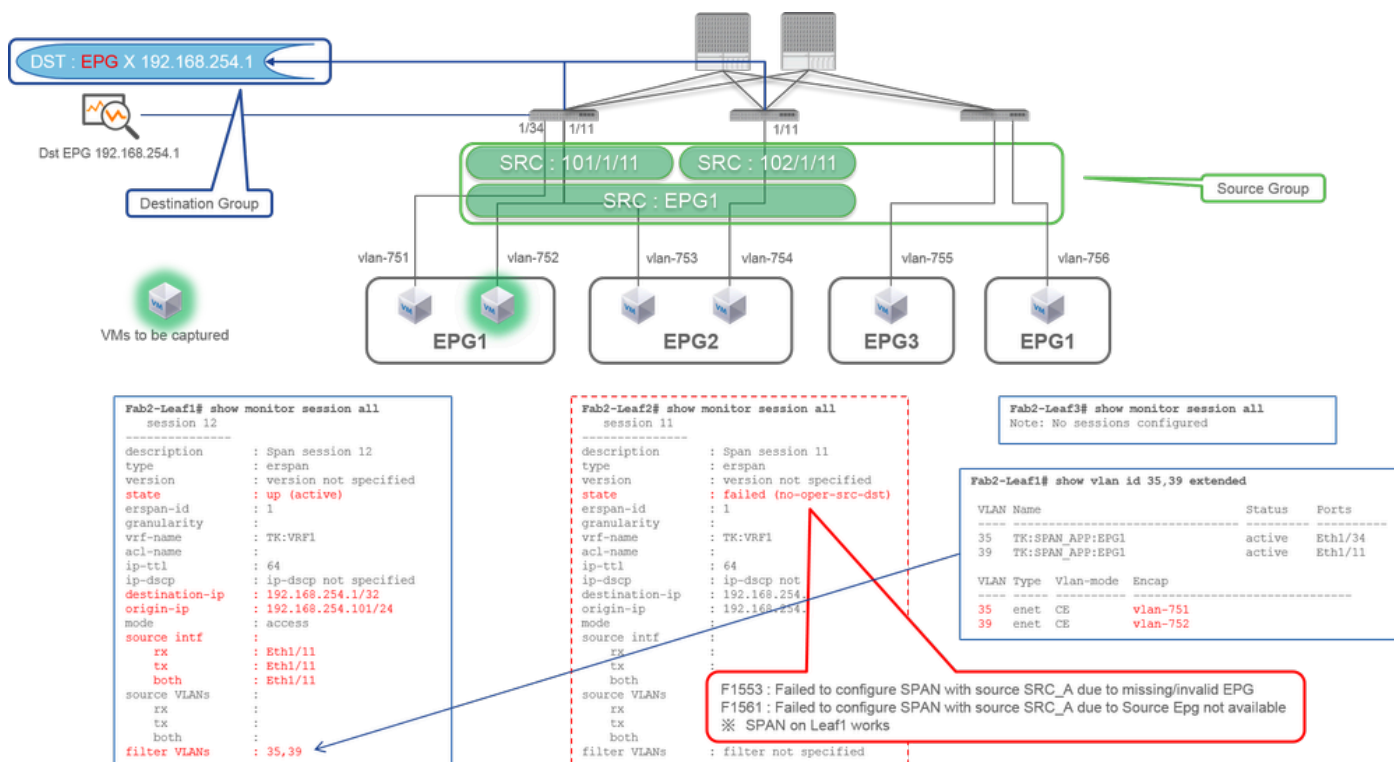 DST : EPG X 192.168.254.1
Dst EPG 192.168.254.1
Destination Group
1/34
1/11
1/11
SRC : 101/1/11
SRC : 102/1/11
SRC : EPG1
Source Group
vlan-751
vlan-752
vlan-753
vlan-754
vlan-755
vlan-756
VM
VM
VM
VM
VM
VM
VM
VMs to be captured
EPG1
EPG2
EPG3
EPG1
Fab2-Leaf1# show monitor session all
session 12
---------------
description : Span session 12
type : erspan
version : version not specified
state : up (active)
erspan-id : 1
granularity :
vrf-name : TK:VRF1
acl-name :
ip-ttl : 64
ip-dscp : ip-dscp not specified
destination-ip : 192.168.254.1/32
origin-ip : 192.168.254.101/24
mode : access
source intf :
rx : Eth1/11
tx : Eth1/11
both : Eth1/11
source VLANs :
rx :
tx :
both :
filter VLANs : 35,39
Fab2-Leaf2# show monitor session all
session 11
---------------
description : Span session 11
type : erspan
version : version not specified
state : failed (no-oper-src-dst)
erspan-id : 1
granularity :
vrf-name : TK:VRF1
acl-name :
ip-ttl : 64
ip-dscp : ip-dscp not
destination-ip : 192.168.254.
origin-ip : 192.168.254.
mode :
source intf :
rx :
tx :
both :
source VLANs
rx :
tx :
both :
filter VLANs : filter not specified
Fab2-Leaf3# show monitor session all
Note: No sessions configured
Fab2-Leaf1# show vlan id 35,39 extended
VLAN Name Status Ports
---- -------------------------------- --------- ---------
35 TK:SPAN_APP:EPG1 active Eth1/34
39 TK:SPAN_APP:EPG1 active Eth1/11
VLAN Type Vlan-mode Encap
---- ----- ---------- -------------------------------
35 enet CE vlan-751
39 enet CE vlan-752
F1553 : Failed to configure SPAN with source SRC_A due to missing/invalid EPG
F1561 : Failed to configure SPAN with source SRC_A due to Source Epg not available
※ SPAN on Leaf1 works